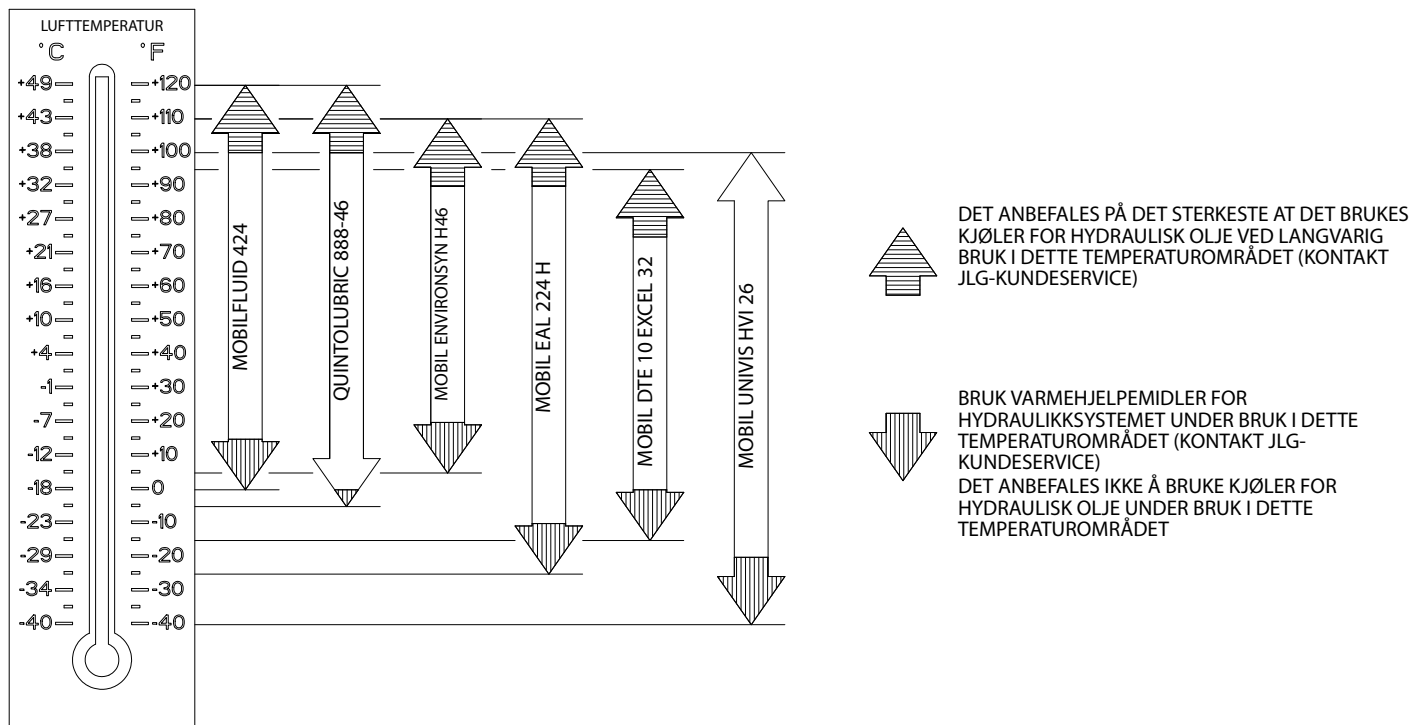 LUFTTEMPERATUR
°C °F
+49 +120
+43 +110
+38 +100
+32 +90
+27 +80
+21 +70
+16 +60
+10 +50
+4 +40
-1 +30
-7 +20
-12 +10
-18 0
-23 -10
-29 -20
-34 -30
-40 -40
MOBILFLUID 424
QUINTOLUBRIC 888-46
MOBIL ENVIRONSYN H46
MOBIL EAL 224 H
MOBIL DTE 10 EXCEL 32
MOBIL UNIVIS HVI 26
DET ANBEFALES PÅ DET STERKESTE AT DET BRUKES
KJØLER FOR HYDRAULISK OLJE VED LANGVARIG
BRUK I DETTE TEMPERATUROMRÅDET (KONTAKT
JLG-KUNDESERVICE)
BRUK VARMEHJELPEMIDLER FOR
HYDRAULIKKSYSTEMET UNDER BRUK I DETTE
TEMPERATUROMRÅDET (KONTAKT JLG-
KUNDESERVICE)
DET ANBEFALES IKKE Å BRUKE KJØLER FOR
HYDRAULISK OLJE UNDER BRUK I DETTE
TEMPERATUROMRÅDET